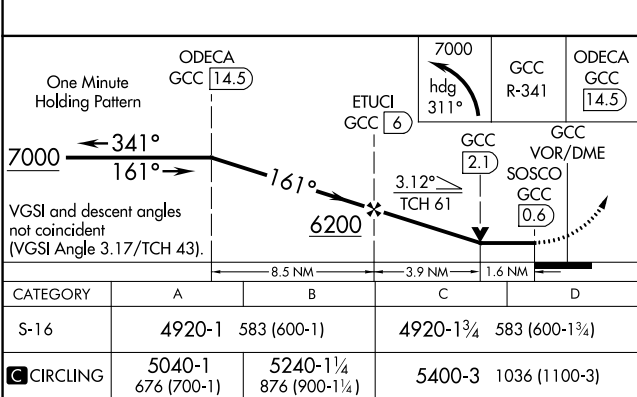 ODECA
GCC 14.5
One Minute
Holding Pattern
7000
hdg
311°
GCC
R-341
ODECA
GCC
14.5
ETUCI
GCC 6
GCC
2.1
GCC
VOR/DME
SOSCO
GCC
0.6
7000
341°
161°
161°
3.12°
TCH 61
6200
VGSI and descent angles
not coincident
(VGSI Angle 3.17/TCH 43).
8.5 NM
3.9 NM
1.6 NM
CATEGORY A B C D
S-16 4920-1 583 (600-1) 4920-1¾ 583 (600-1¾)
C CIRCLING 5040-1 676 (700-1) 5240-1¼ 876 (900-1¼) 5400-3 1036 (1100-3)